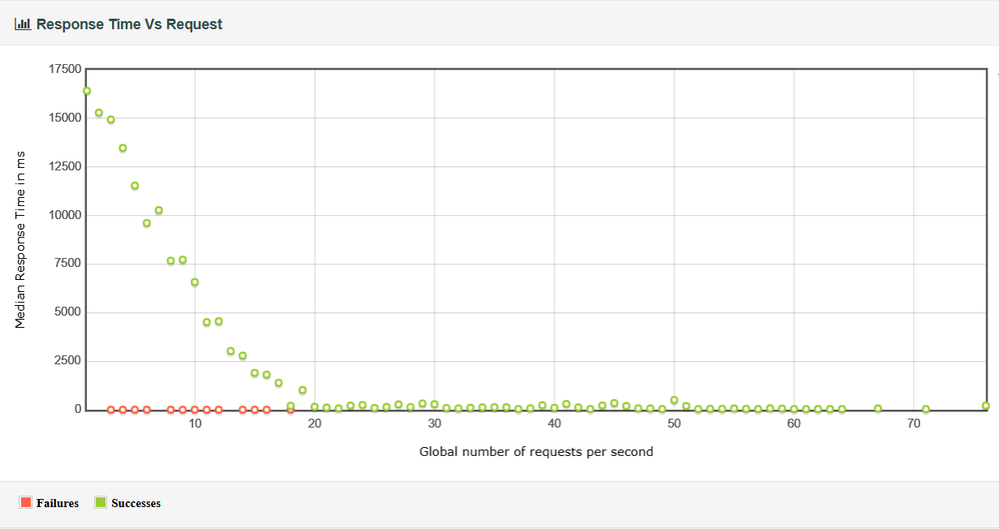 Response Time Vs Request
17500
15000
12500
10000
7500
5000
2500
0
Median Response Time in ms
10 20 30 40 50 60 70
Global number of requests per second
Failures Successes